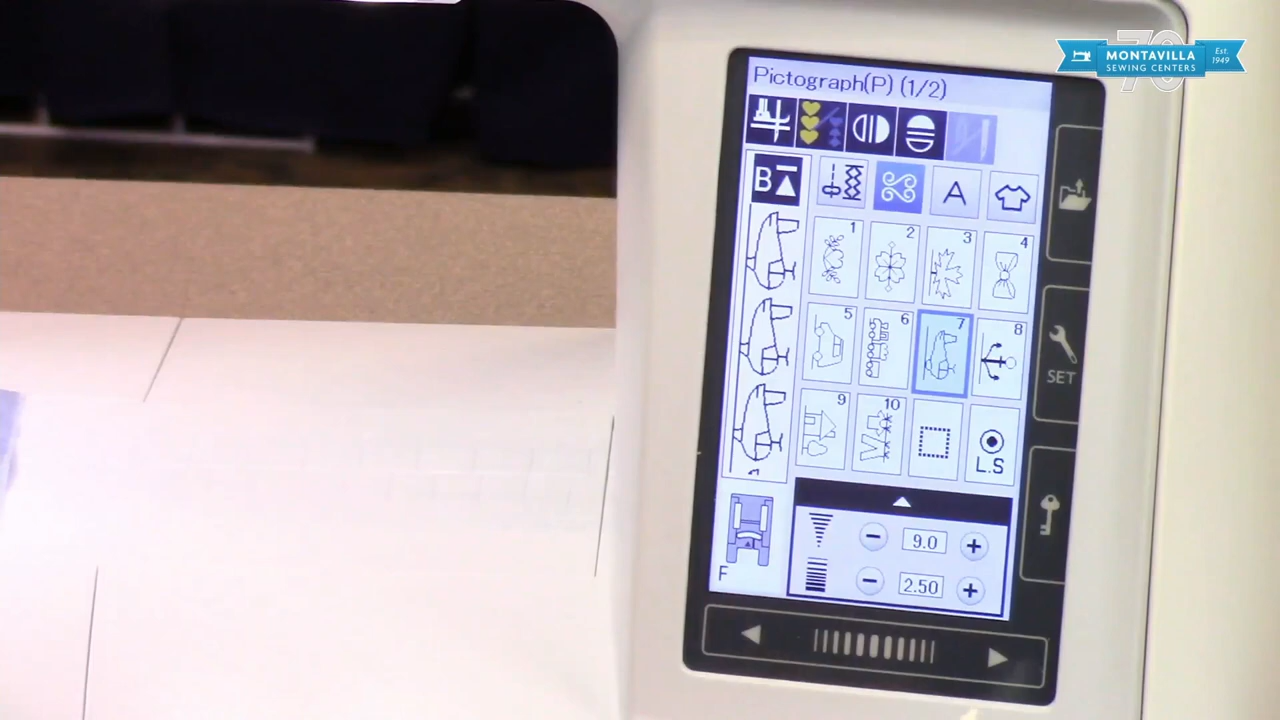 70
MONTAVILLA
SEWING CENTERS
Est.
1949
Pictograph(P) (1/2)
B
A
1 2 3 4
5 6 7 8
9 10
L.S
SET
9.0
2.50
F